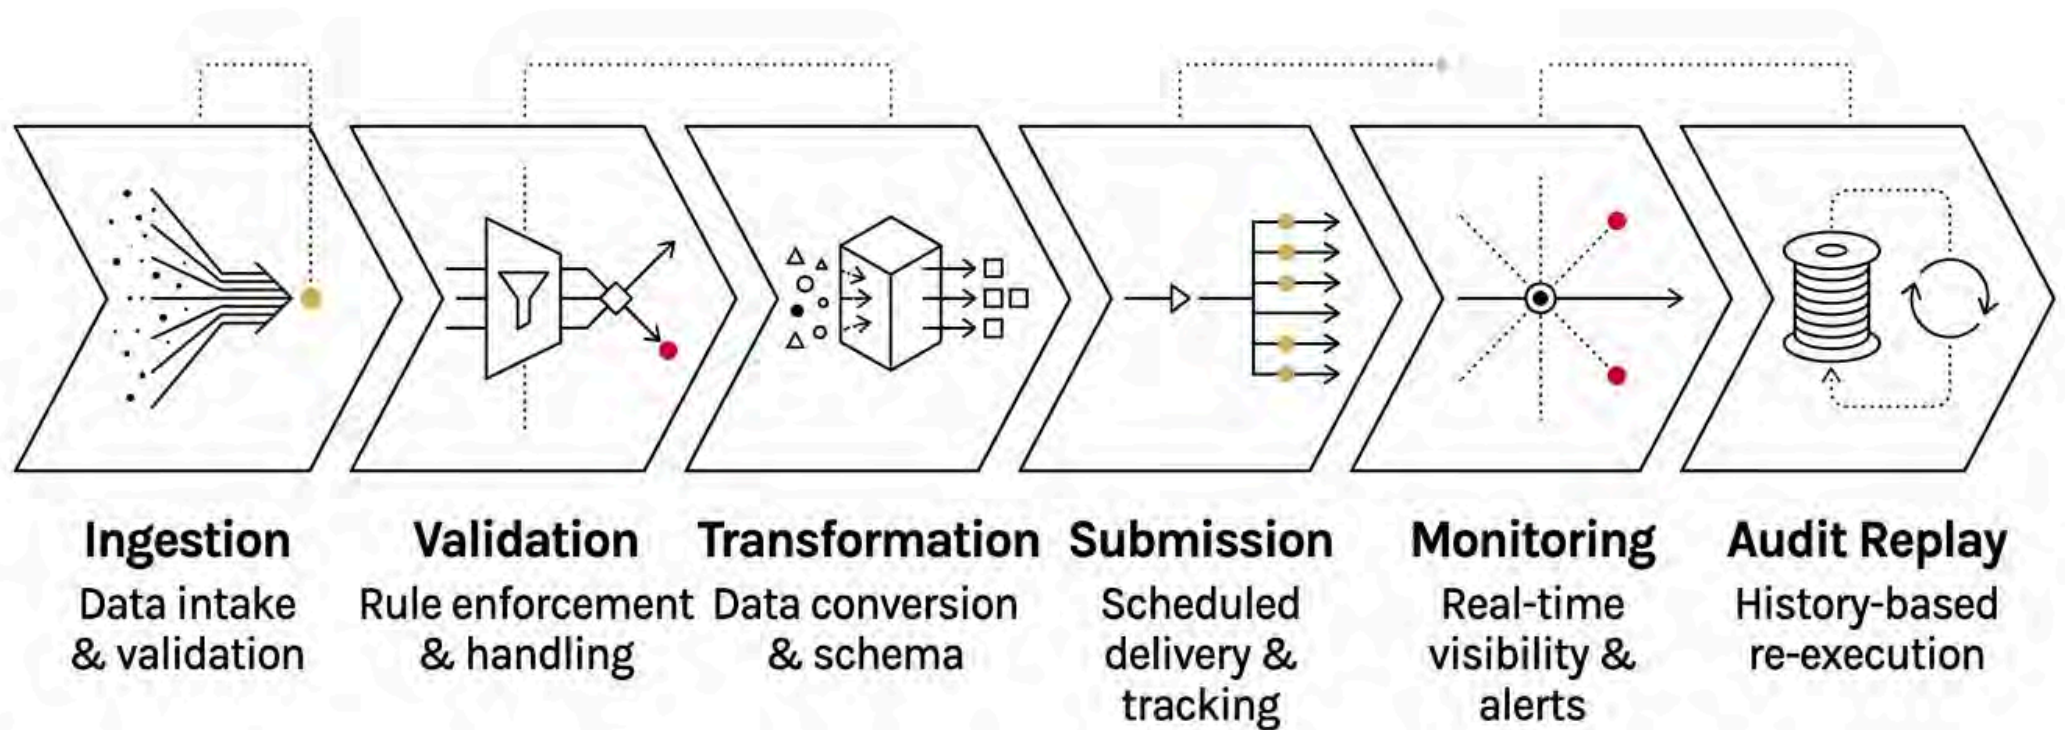 Ingestion
Data intake
& validation
Validation
Rule enforcement
& handling
Transformation
Data conversion
& schema
Submission
Scheduled
delivery &
tracking
Monitoring
Real-time
visibility &
alerts
Audit Replay
History-based
re-execution